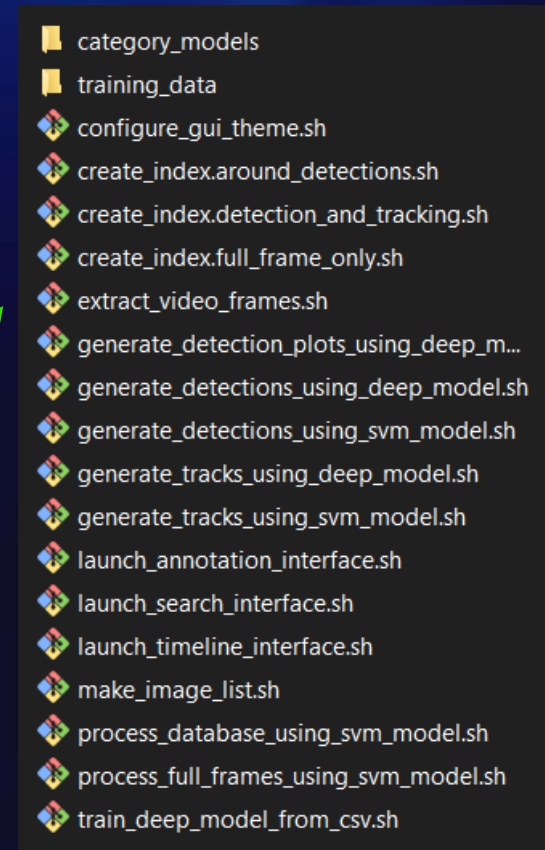 category_models
training_data
configure_gui_theme.sh
create_index.around_detections.sh
create_index.detection_and_tracking.sh
create_index.full_frame_only.sh
extract_video_frames.sh
generate_detection_plots_using_deep_m...
generate_detections_using_deep_model.sh
generate_detections_using_svm_model.sh
generate_tracks_using_deep_model.sh
generate_tracks_using_svm_model.sh
launch_annotation_interface.sh
launch_search_interface.sh
launch_timeline_interface.sh
make_image_list.sh
process_database_using_svm_model.sh
process_full_frames_using_svm_model.sh
train_deep_model_from_csv.sh